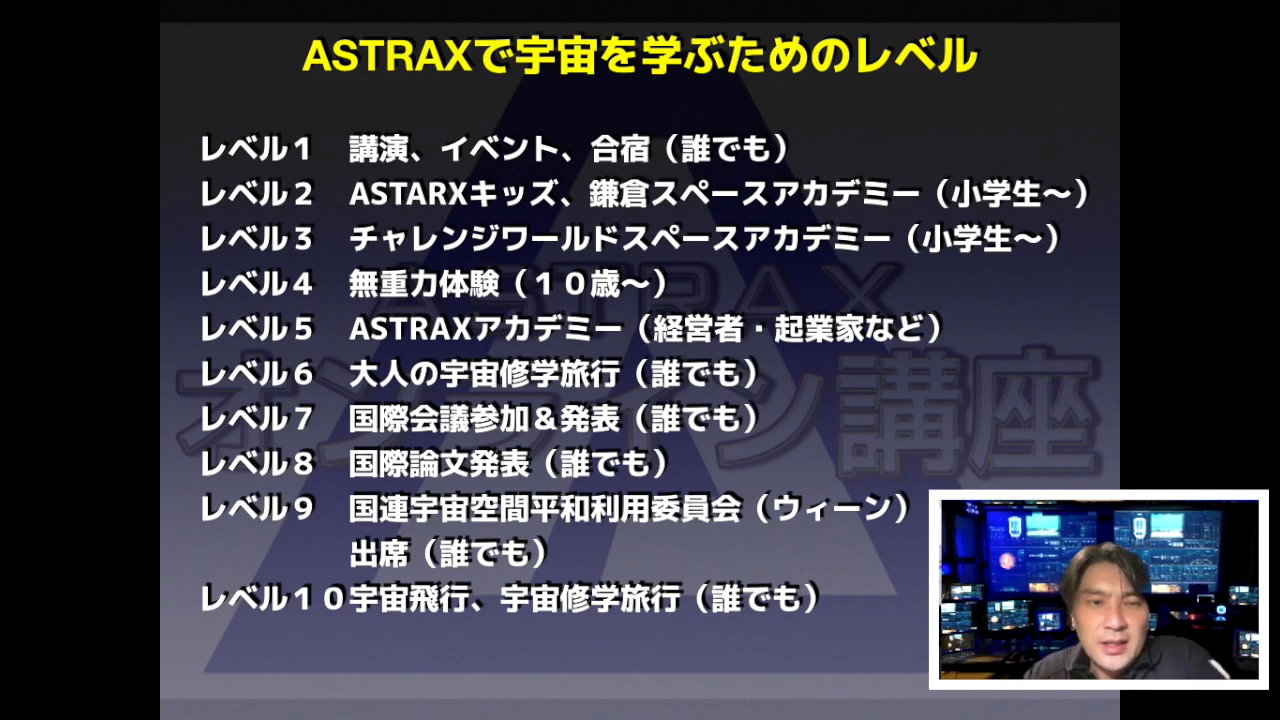 ASTRAXで宇宙を学ぶためのレベル
レベル１　講演、イベント、合宿（誰でも）
レベル２　ASTARXキッズ、鎌倉スペースアカデミー（小学生〜）
レベル３　チャレンジワールドスペースアカデミー（小学生〜）
レベル４　無重力体験（１０歳〜）
レベル５　ASTRAXアカデミー（経営者・起業家など）
レベル６　大人の宇宙修学旅行（誰でも）
レベル７　国際会議参加＆発表（誰でも）
レベル８　国際論文発表（誰でも）
レベル９　国連宇宙空間平和利用委員会（ウィーン）
出席（誰でも）
レベル１０宇宙飛行、宇宙修学旅行（誰でも）
ASTRAX
オンライン講座